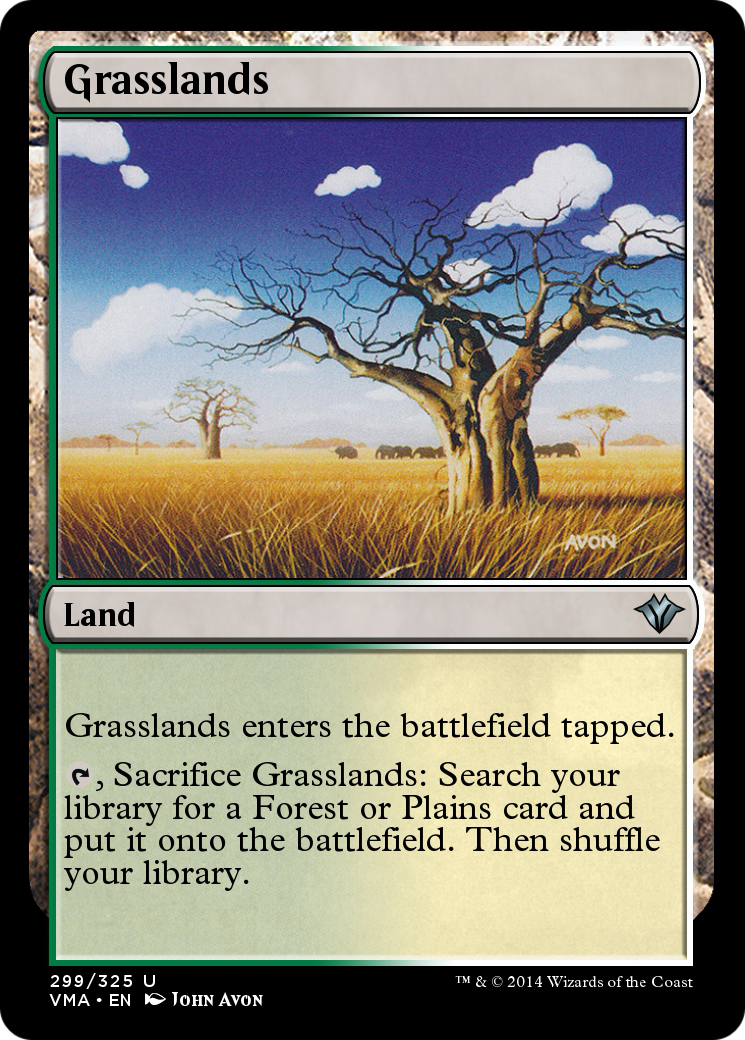 Grasslands
AVON
Land
Grasslands enters the battlefield tapped.
, Sacrifice Grasslands: Search your
library for a Forest or Plains card and
put it onto the battlefield. Then shuffle
your library.
299/325 U
™ & © 2014 Wizards of the Coast
VMA • EN John Avon